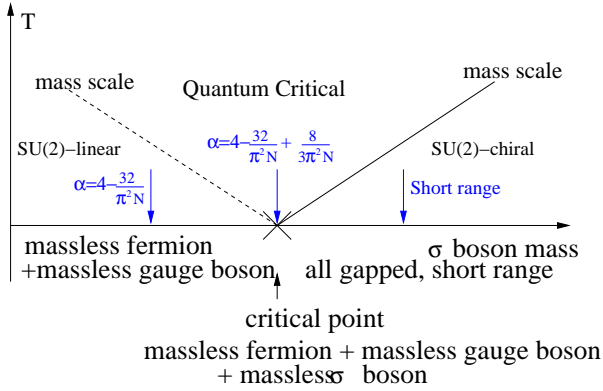 T
mass scale
Quantum Critical
mass scale
SU(2)−linear
α=4−32/π²N + 8/3π²N
SU(2)−chiral
α=4−32/π²N
Short range
massless fermion
+massless gauge boson
σ boson mass
all gapped, short range
critical point
massless fermion + massless gauge boson
+ masslessσ boson